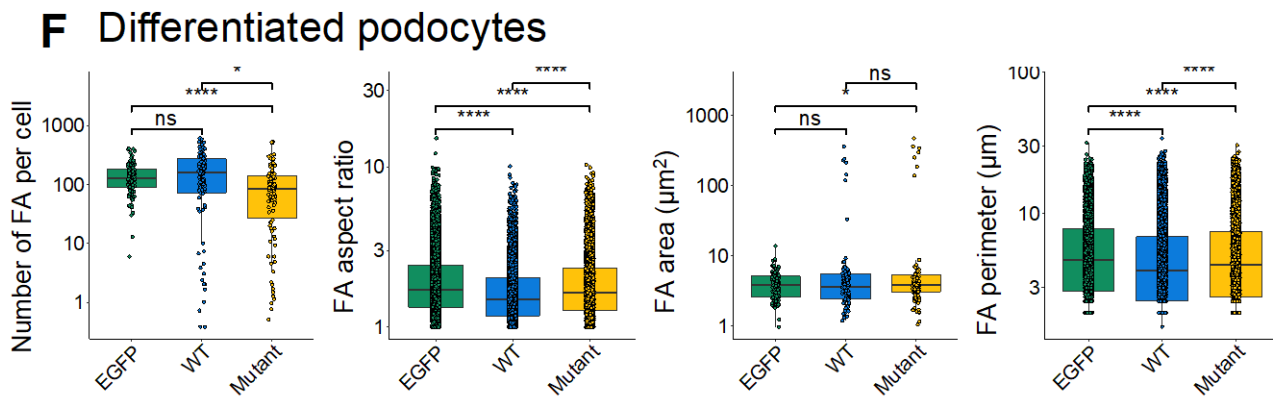 F Differentiated podocytes
Number of FA per cell
1000
100
10
1
*
****
ns
EGFP
WT
Mutant
FA aspect ratio
30
10
3
1
****
****
****
EGFP
WT
Mutant
FA area (µm²)
1000
100
10
1
ns
*
ns
EGFP
WT
Mutant
FA perimeter (µm)
100
30
10
3
****
****
****
EGFP
WT
Mutant